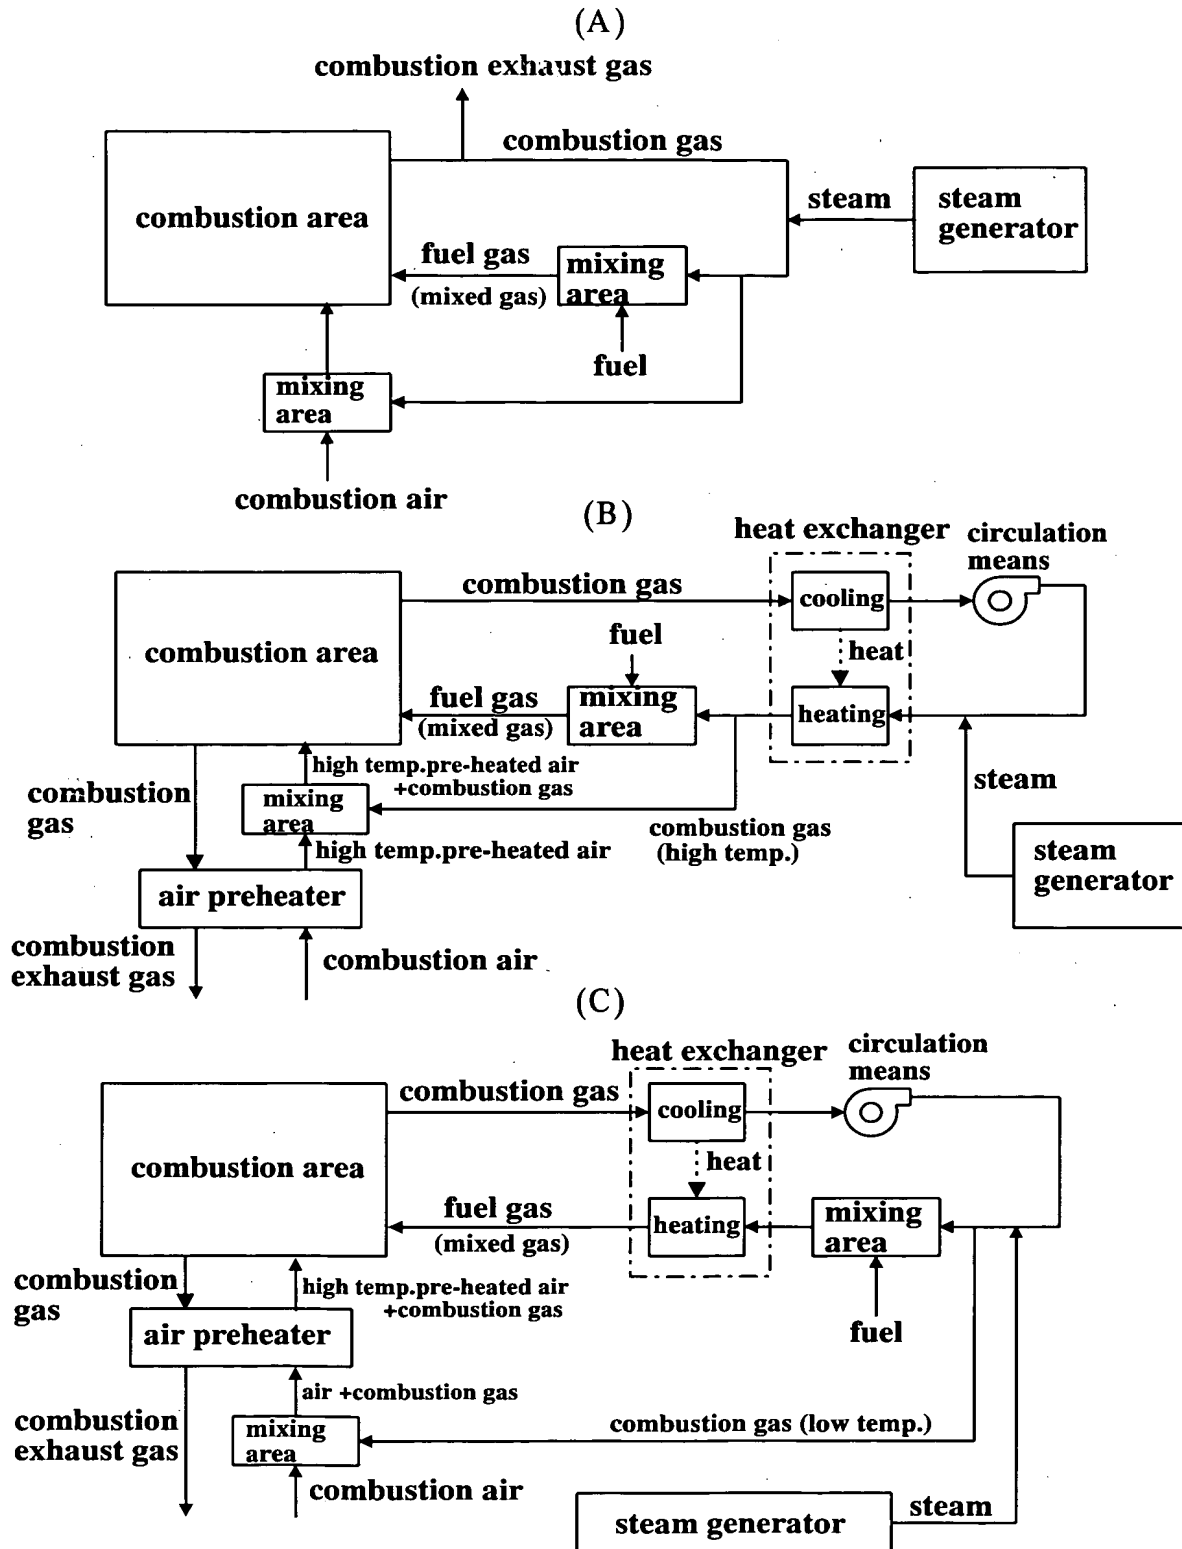 (A)
combustion exhaust gas
combustion gas
combustion area
steam
steam
generator
fuel gas
(mixed gas)
mixing
area
fuel
mixing
area
combustion air
(B)
heat exchanger
circulation
means
combustion gas
cooling
combustion area
fuel
heat
fuel gas
(mixed gas)
mixing
area
heating
high temp.pre-heated air
+combustion gas
steam
combustion
gas
mixing
area
combustion gas
(high temp.)
high temp.pre-heated air
steam
generator
air preheater
combustion
exhaust gas
combustion air
(C)
heat exchanger
circulation
means
combustion gas
cooling
combustion area
heat
fuel gas
(mixed gas)
heating
mixing
area
combustion
gas
high temp.pre-heated air
+combustion gas
air preheater
fuel
air +combustion gas
combustion
exhaust gas
mixing
area
combustion gas (low temp.)
combustion air
steam generator
steam